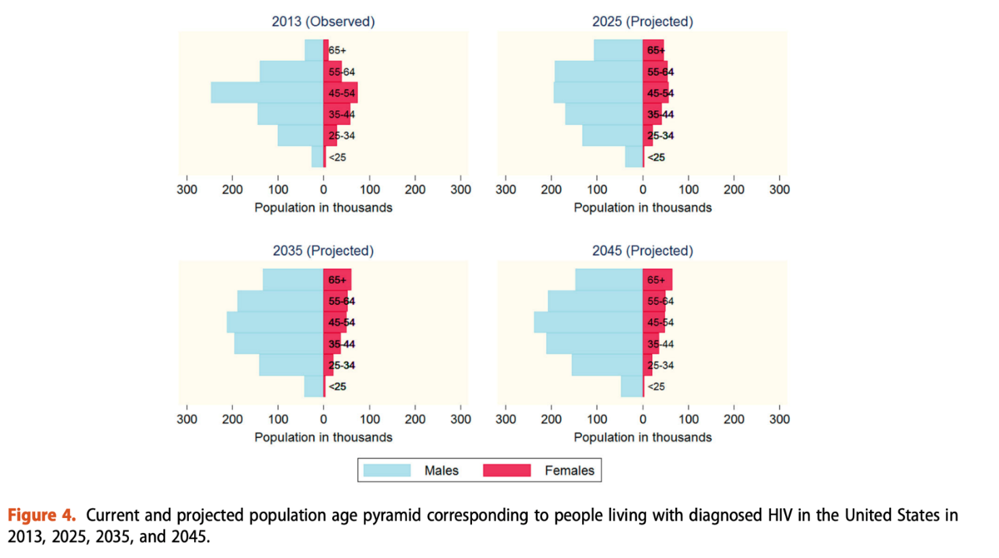 2013 (Observed)
65+
55-64
45-54
35-44
25-34
<25
300 200 100 0 100 200 300
Population in thousands
2025 (Projected)
65+
55-64
45-54
35-44
25-34
<25
300 200 100 0 100 200 300
Population in thousands
2035 (Projected)
65+
55-64
45-54
35-44
25-34
<25
300 200 100 0 100 200 300
Population in thousands
2045 (Projected)
65+
55-64
45-54
35-44
25-34
<25
300 200 100 0 100 200 300
Population in thousands
Males Females
Figure 4. Current and projected population age pyramid corresponding to people living with diagnosed HIV in the United States in
2013, 2025, 2035, and 2045.